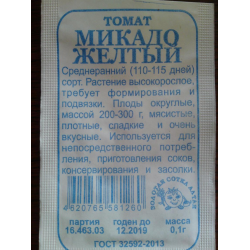 ТОМАТ
МИКАДО
ЖЕЛТЫЙ
Среднеранний (110-115 дней)
сорт. Растение высокорослое,
требует формирования и
подвязки. Плоды округлые,
массой 200-300 г, мясистые,
плотные, сладкие и очень
вкусные. Используется для
непосредственного потреб-
ления, приготовления соков,
консервирования и засолки.
4620765581260
партия годен до масса
16.463.03 12.2019 0,1г
ГОСТ 32592-2013